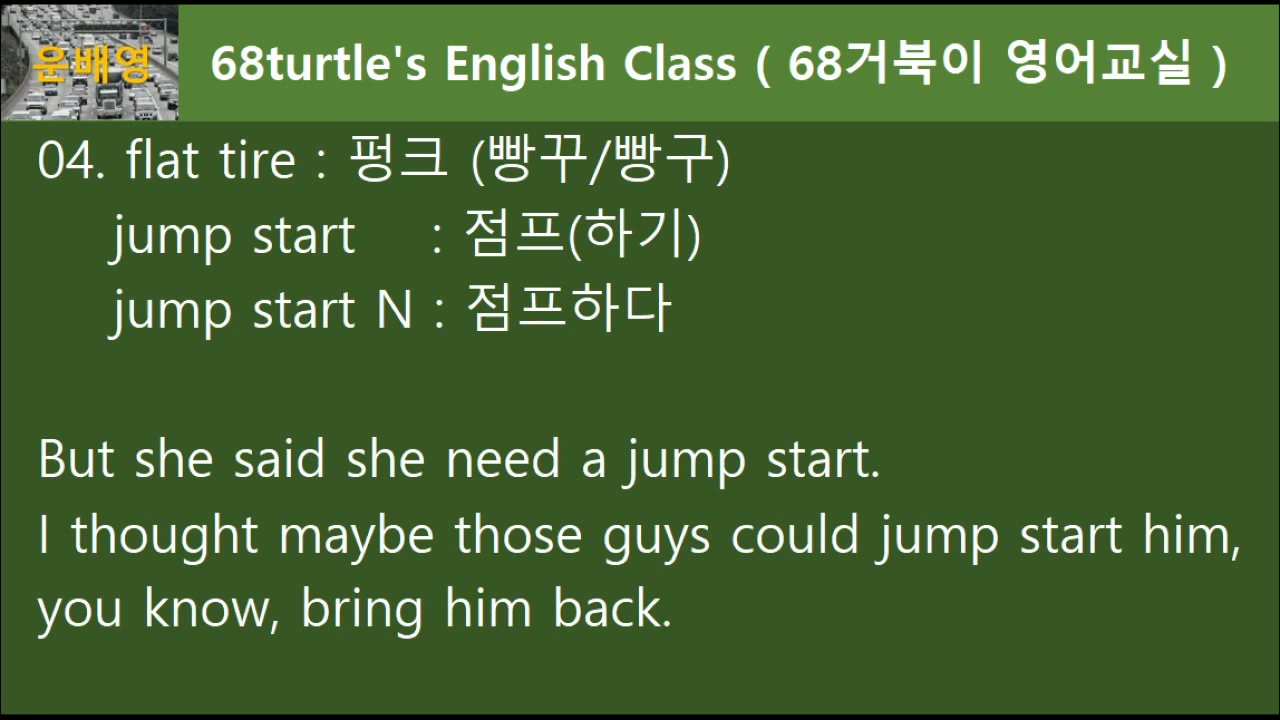 윤배영
68turtle's English Class ( 68거북이 영어교실 )
04. flat tire : 펑크 (빵꾸/빵구)
jump start : 점프(하기)
jump start N : 점프하다
But she said she need a jump start.
I thought maybe those guys could jump start him,
you know, bring him back.